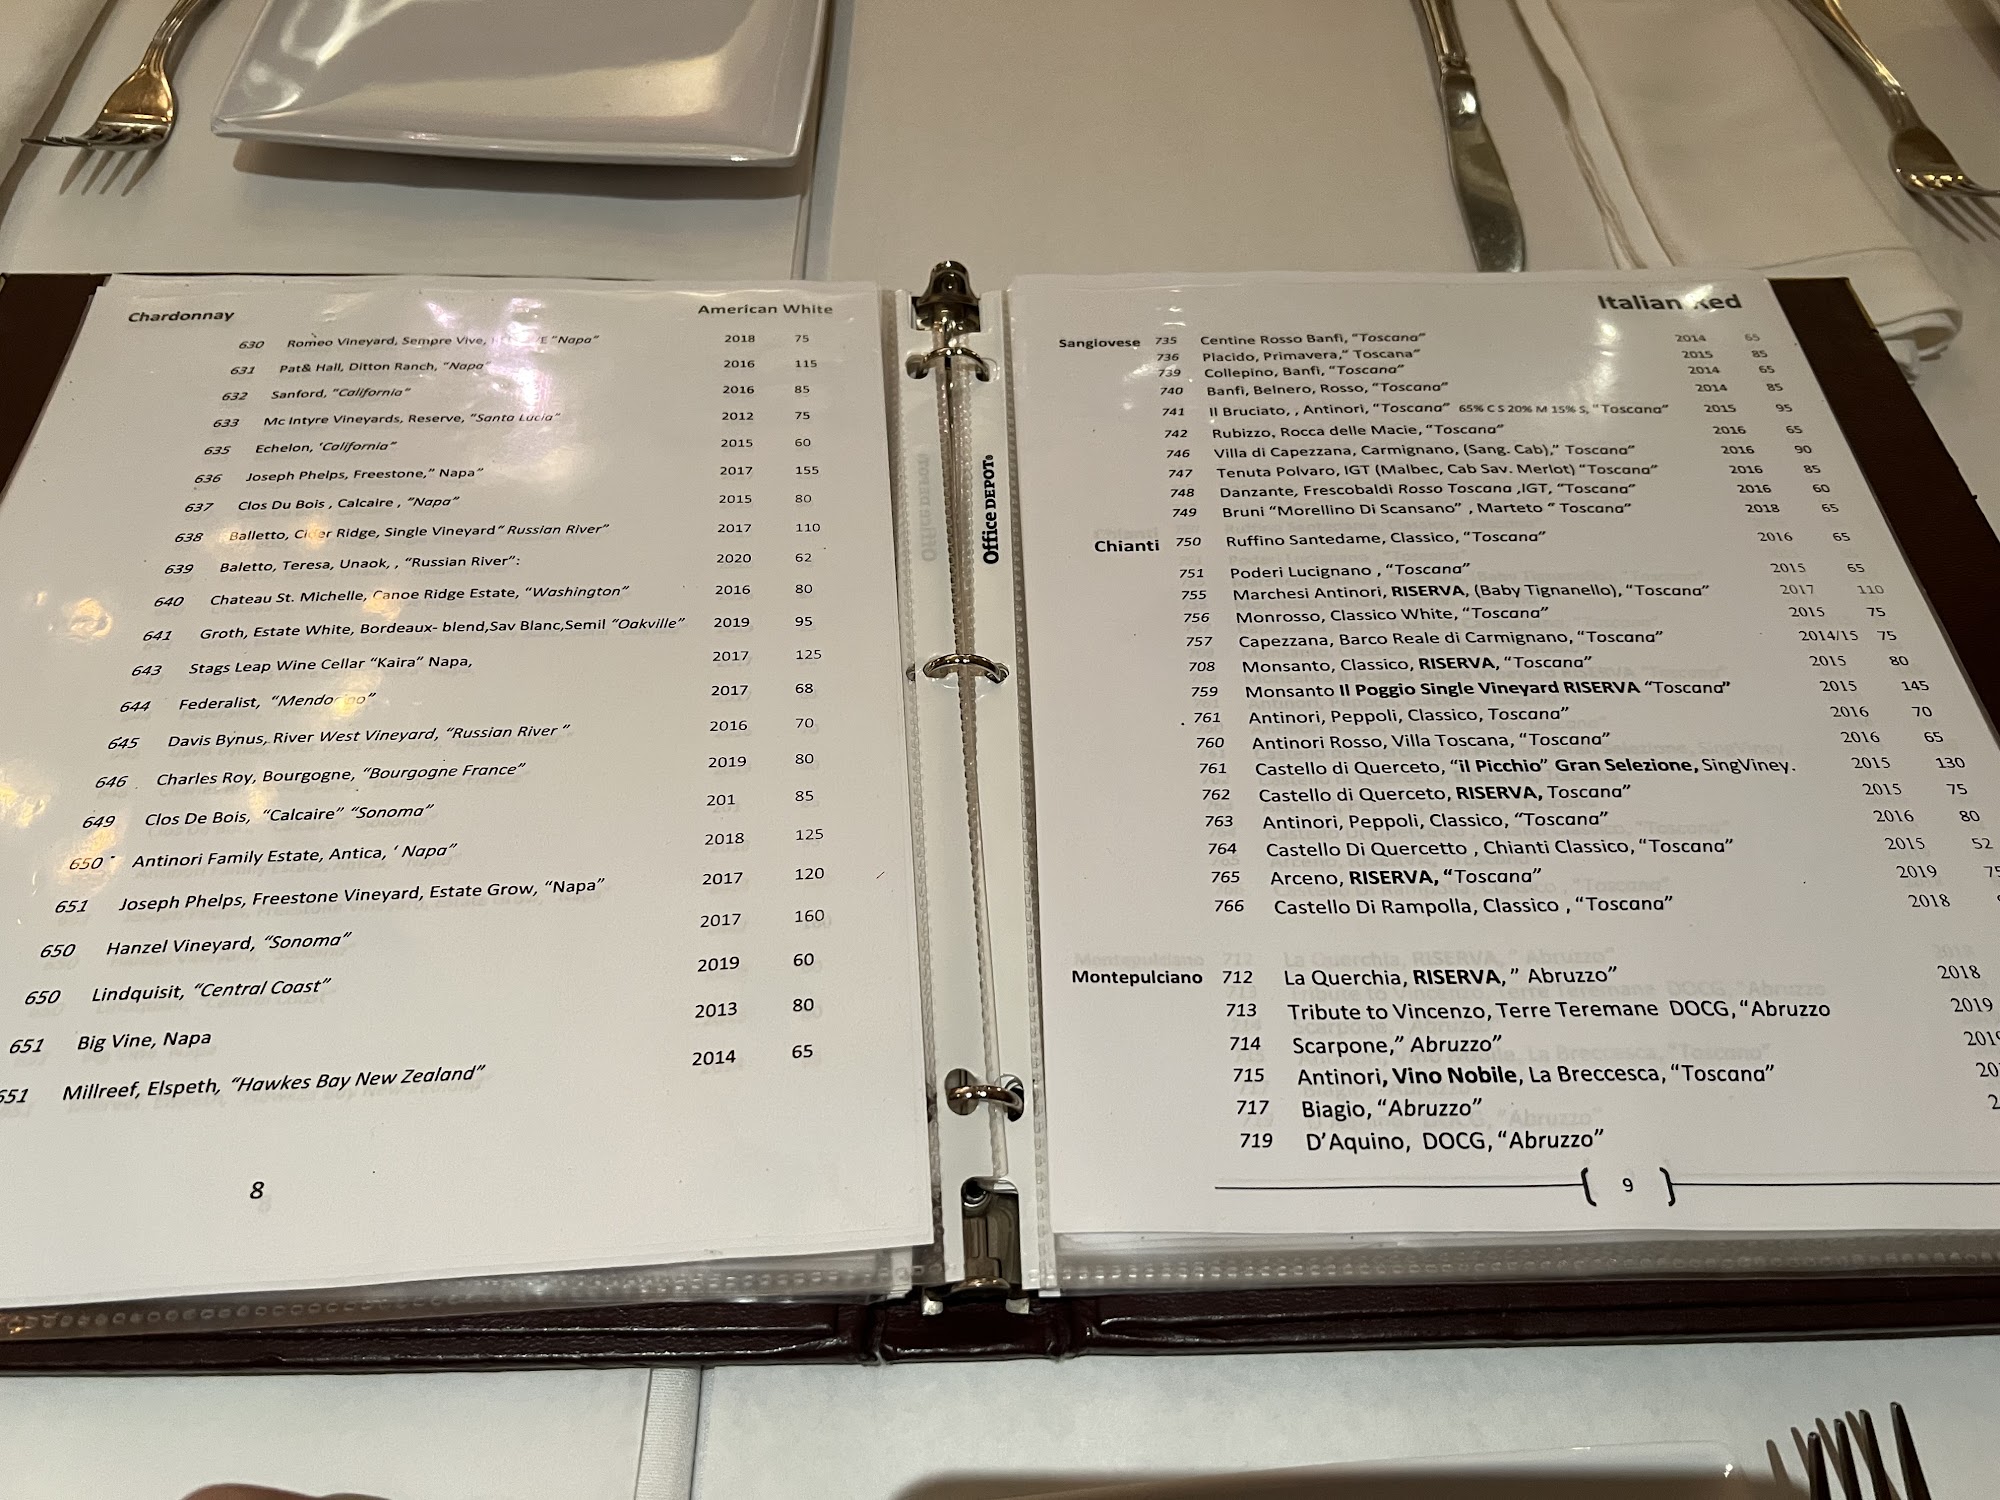 Chardonnay American White
630 Romeo Vineyard, Sempre Vive, "Napa" 2018 75
631 Pat& Hall, Ditton Ranch, "Napa" 2016 115
632 Sanford, "California" 2016 85
633 Mc Intyre Vineyards, Reserve, "Santa Lucia" 2012 75
635 Echelon, 'California" 2015 60
636 Joseph Phelps, Freestone," Napa" 2017 155
637 Clos Du Bois , Calcaire , "Napa" 2015 80
638 Balletto, Cider Ridge, Single Vineyard" Russian River" 2017 110
639 Baletto, Teresa, Unaok, , "Russian River": 2020 62
640 Chateau St. Michelle, Canoe Ridge Estate, "Washington" 2016 80
641 Groth, Estate White, Bordeaux- blend,Sav Blanc,Semil "Oakville" 2019 95
643 Stags Leap Wine Cellar "Kaira" Napa, 2017 125
644 Federalist, "Mendocino" 2017 68
645 Davis Bynus, River West Vineyard, "Russian River " 2016 70
646 Charles Roy, Bourgogne, "Bourgogne France" 2019 80
649 Clos De Bois, "Calcaire" "Sonoma" 201 85
650 Antinori Family Estate, Antica, ' Napa" 2018 125
651 Joseph Phelps, Freestone Vineyard, Estate Grow, "Napa" 2017 120
650 Hanzel Vineyard, "Sonoma" 2017 160
650 Lindquisit, "Central Coast" 2019 60
651 Big Vine, Napa 2013 80
651 Millreef, Elspeth, "Hawkes Bay New Zealand" 2014 65
8
Office DEPOT
Italian Red
Sangiovese 735 Centine Rosso Banfi, "Toscana" 2014 65
736 Placido, Primavera," Toscana" 2015 85
739 Collepino, Banfi, "Toscana" 2014 65
740 Banfi, Belnero, Rosso, "Toscana" 2014 85
741 Il Bruciato, , Antinori, "Toscana" 65% C S 20% M 15% S, "Toscana" 2015 95
742 Rubizzo, Rocca delle Macie, "Toscana" 2016 65
746 Villa di Capezzana, Carmignano, (Sang. Cab)," Toscana" 2016 90
747 Tenuta Polvaro, IGT (Malbec, Cab Sav. Merlot) "Toscana" 2016 85
748 Danzante, Frescobaldi Rosso Toscana ,IGT, "Toscana" 2016 60
749 Bruni "Morellino Di Scansano" , Marteto " Toscana" 2018 65
Chianti 750 Ruffino Santedame, Classico, "Toscana" 2016 65
751 Poderi Lucignano , "Toscana" 2015 65
755 Marchesi Antinori, RISERVA, (Baby Tignanello), "Toscana" 2017 110
756 Monrosso, Classico White, "Toscana" 2015 75
757 Capezzana, Barco Reale di Carmignano, "Toscana" 2014/15 75
708 Monsanto, Classico, RISERVA, "Toscana" 2015 80
759 Monsanto Il Poggio Single Vineyard RISERVA "Toscana" 2015 145
. 761 Antinori, Peppoli, Classico, Toscana" 2016 70
760 Antinori Rosso, Villa Toscana, "Toscana" 2016 65
761 Castello di Querceto, "il Picchio" Gran Selezione, SingViney. 2015 130
762 Castello di Querceto, RISERVA, Toscana" 2015 75
763 Antinori, Peppoli, Classico, "Toscana" 2016 80
764 Castello Di Quercetto , Chianti Classico, "Toscana" 2015 52
765 Arceno, RISERVA, "Toscana" 2019 75
766 Castello Di Rampolla, Classico , "Toscana" 2018
Montepulciano 712 La Querchia, RISERVA, " Abruzzo" 2018
713 Tribute to Vincenzo, Terre Teremane DOCG, "Abruzzo 2019
714 Scarpone," Abruzzo" 2019
715 Antinori, Vino Nobile, La Breccesca, "Toscana"
717 Biagio, "Abruzzo"
719 D'Aquino, DOCG, "Abruzzo"
9